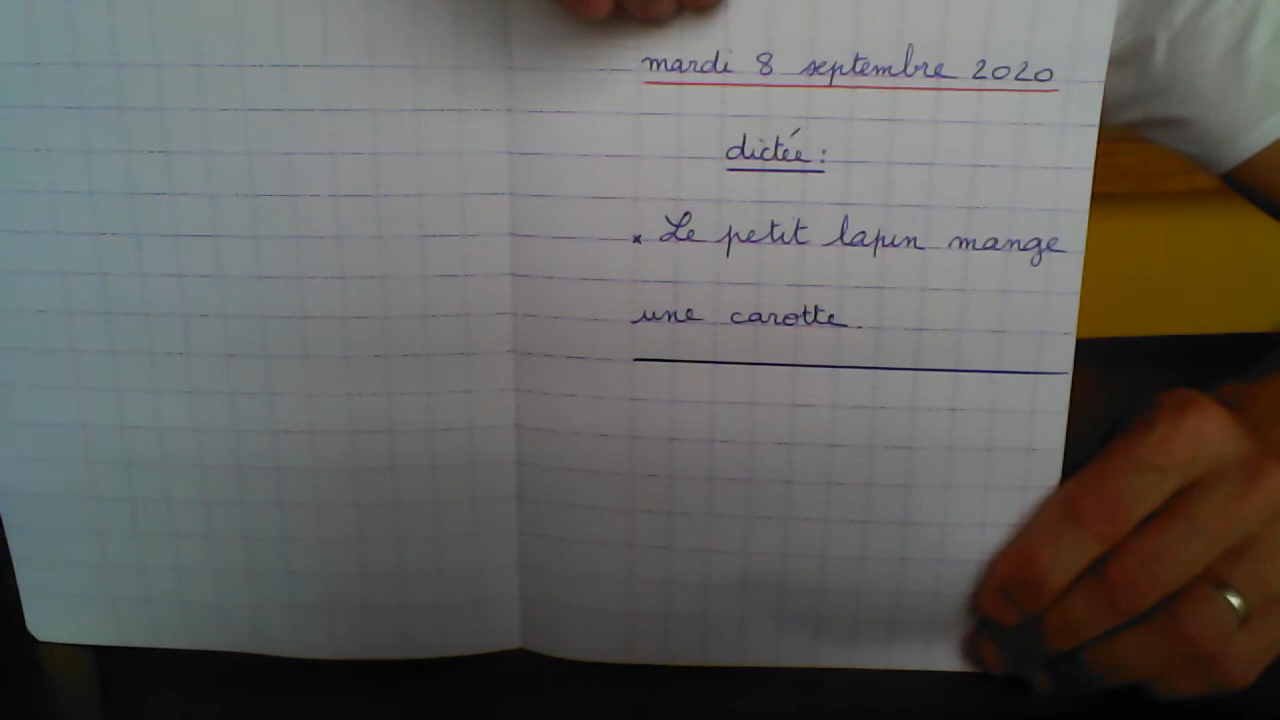 mardi 8 septembre 2020
dictée :
* Le petit lapin mange
une carotte.